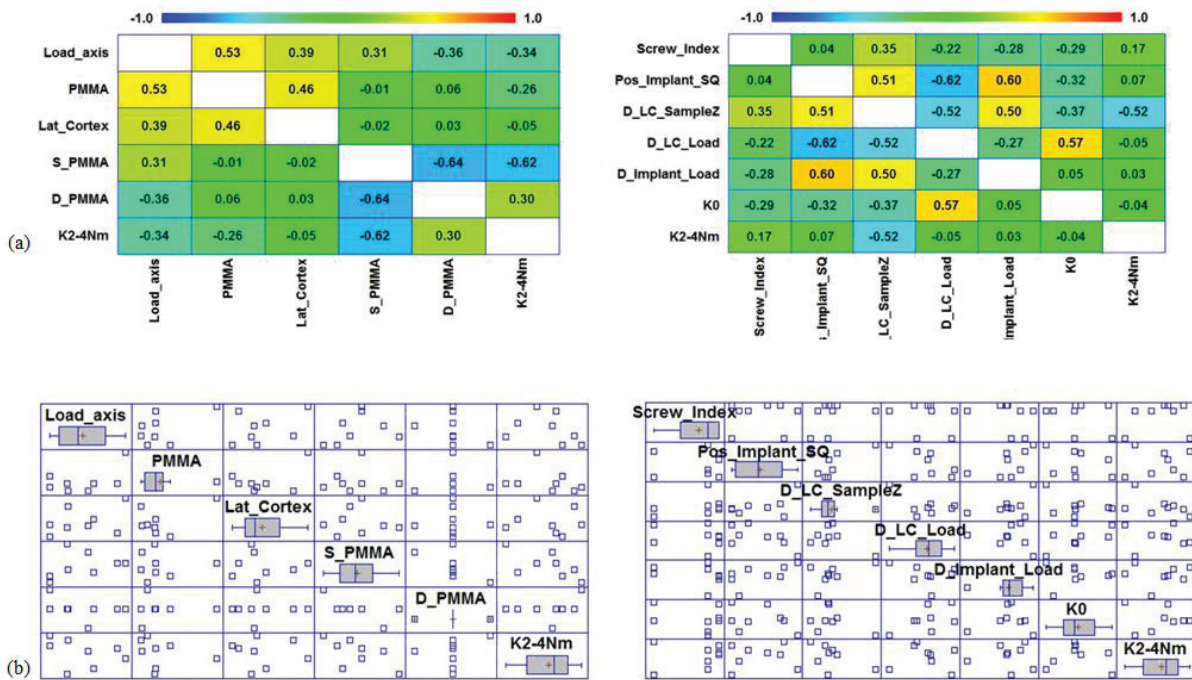 -1.0 1.0
Load_axis 0.53 0.39 0.31 -0.36 -0.34
PMMA 0.53 0.46 -0.01 0.06 -0.26
Lat_Cortex 0.39 0.46 -0.02 0.03 -0.05
S_PMMA 0.31 -0.01 -0.02 -0.64 -0.62
D_PMMA -0.36 0.06 0.03 -0.64 0.30
K2-4Nm -0.34 -0.26 -0.05 -0.62 0.30
(a)
Load_axis
PMMA
Lat_Cortex
S_PMMA
D_PMMA
K2-4Nm
-1.0 1.0
Screw_Index 0.04 0.35 -0.22 -0.28 -0.29 0.17
Pos_Implant_SQ 0.04 0.51 -0.62 0.60 -0.32 0.07
D_LC_SampleZ 0.35 0.51 -0.52 0.50 -0.37 -0.52
D_LC_Load -0.22 -0.62 -0.52 -0.27 0.57 -0.05
D_Implant_Load -0.28 0.60 0.50 -0.27 0.05 0.03
K0 -0.29 -0.32 -0.37 0.57 0.05 -0.04
K2-4Nm 0.17 0.07 -0.52 -0.05 0.03 -0.04
Screw_Index
s_Implant_SQ
_LC_SampleZ
D_LC_Load
Implant_Load
K0
K2-4Nm
Load_axis
PMMA
Lat_Cortex
S_PMMA
D_PMMA
K2-4Nm
(b)
Screw_Index
Pos_Implant_SQ
D_LC_SampleZ
D_LC_Load
D_Implant_Load
K0
K2-4Nm